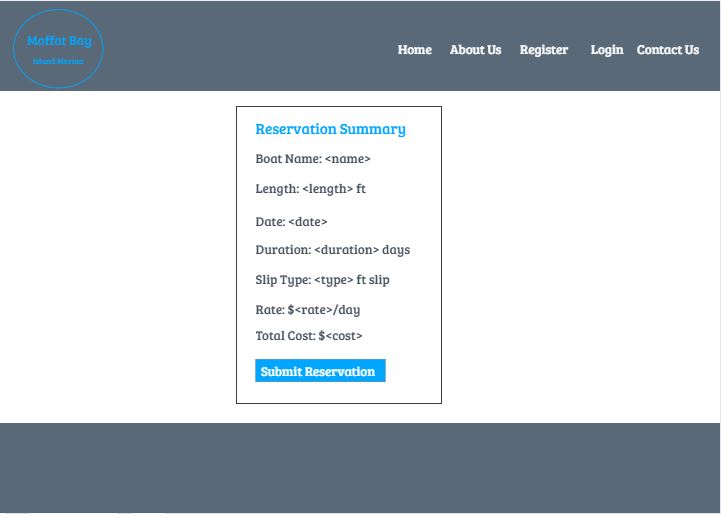 Moffat Bay
Island Marina
Home About Us Register Login Contact Us
Reservation Summary
Boat Name: <name>
Length: <length> ft
Date: <date>
Duration: <duration> days
Slip Type: <type> ft slip
Rate: $<rate>/day
Total Cost: $<cost>
Submit Reservation